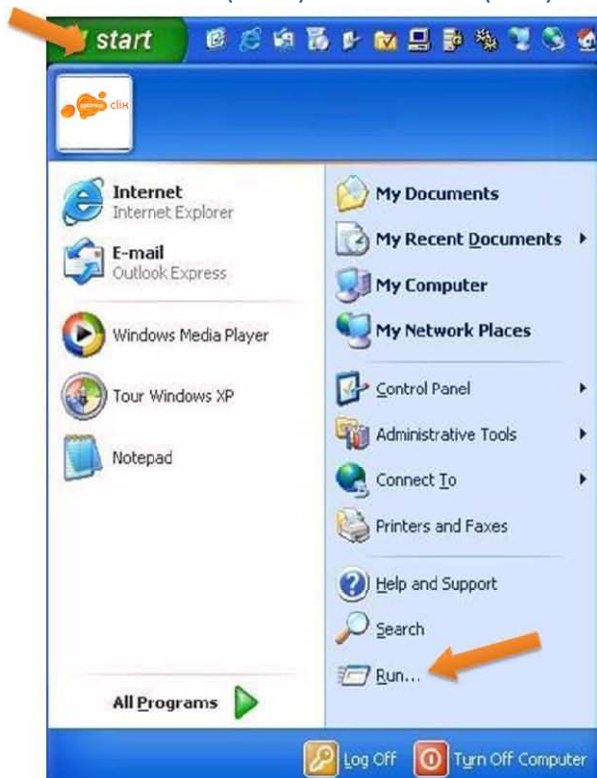 start
clix
Internet
Internet Explorer
E-mail
Outlook Express
Windows Media Player
Tour Windows XP
Notepad
All Programs
My Documents
My Recent Documents
My Computer
My Network Places
Control Panel
Administrative Tools
Connect To
Printers and Faxes
Help and Support
Search
Run...
Log Off
Turn Off Computer